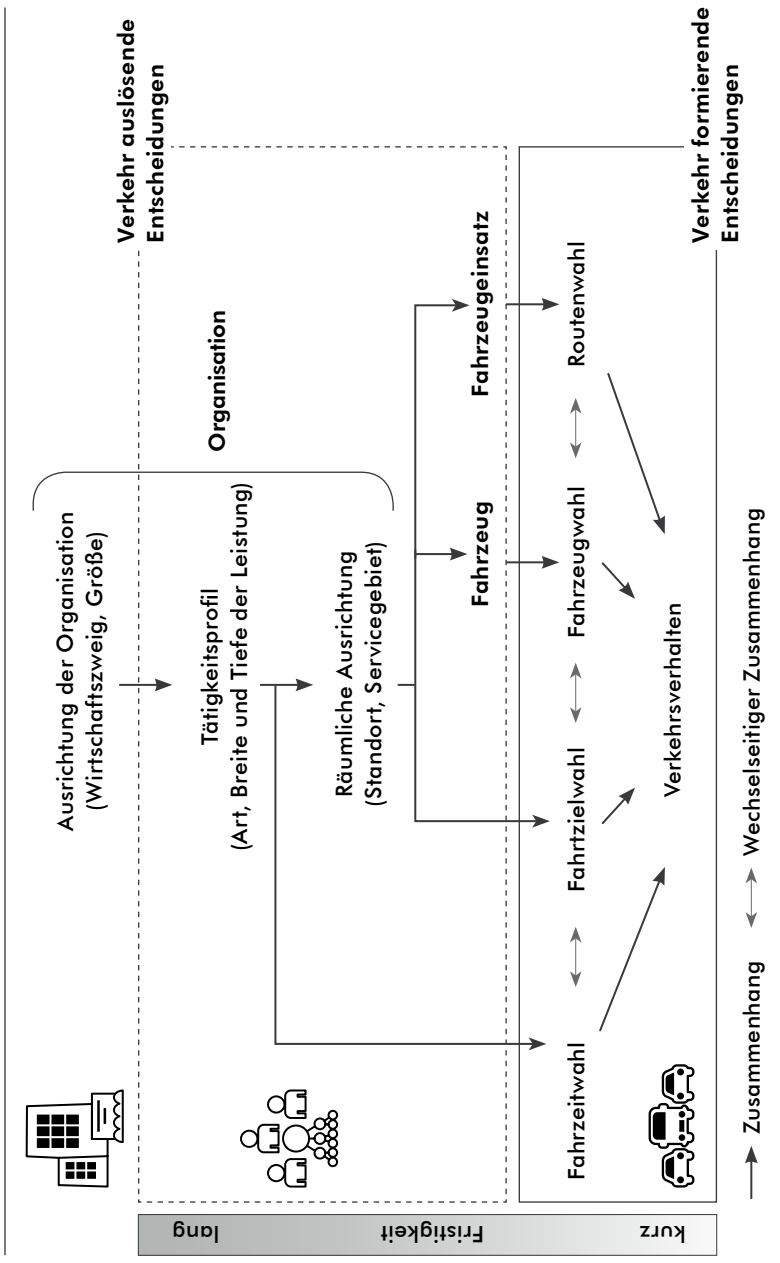 Ausrichtung der Organisation
(Wirtschaftszweig, Größe)
Verkehr auslösende
Entscheidungen
Organisation
Tätigkeitsprofil
(Art, Breite und Tiefe der Leistung)
Räumliche Ausrichtung
(Standort, Servicegebiet)
Fahrzeug
Fahrzeugeinsatz
Fahrzeitwahl
Fahrtzielwahl
Fahrzeugwahl
Routenwahl
Verkehrsverhalten
Verkehr formierende
Entscheidungen
lang
Fristigkeit
kurz
Zusammenhang
Wechselseitiger Zusammenhang